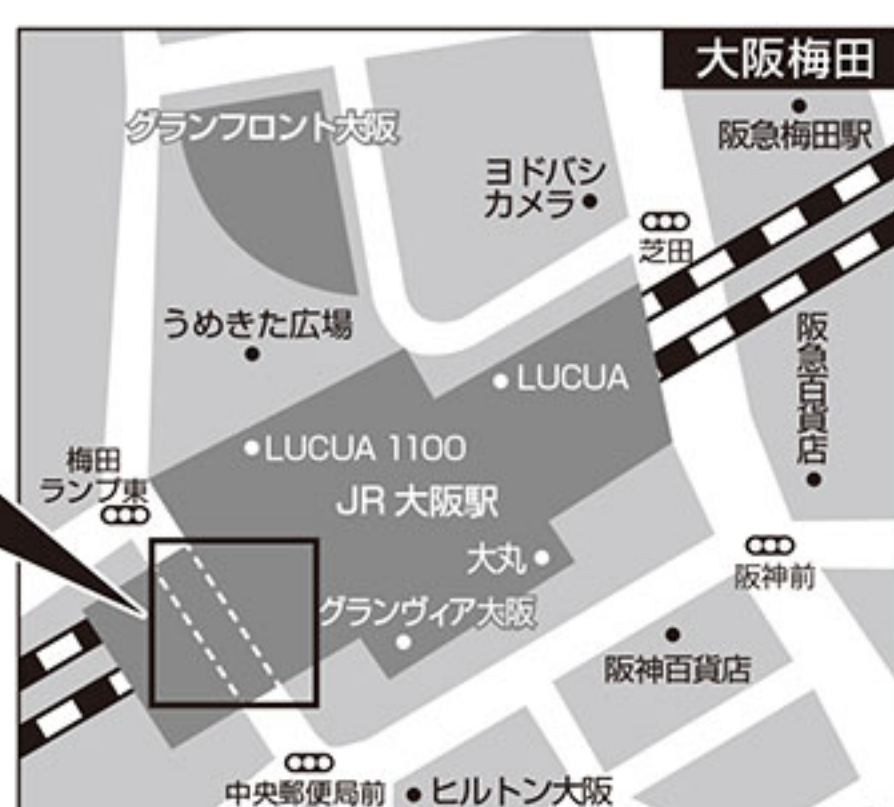 大阪梅田
阪急梅田駅
グランフロント大阪
ヨドバシ
カメラ
芝田
うめきた広場
阪急百貨店
LUCUA
LUCUA 1100
梅田
ランプ東
JR 大阪駅
大丸
阪神前
グランヴィア大阪
阪神百貨店
中央郵便局前
ヒルトン大阪